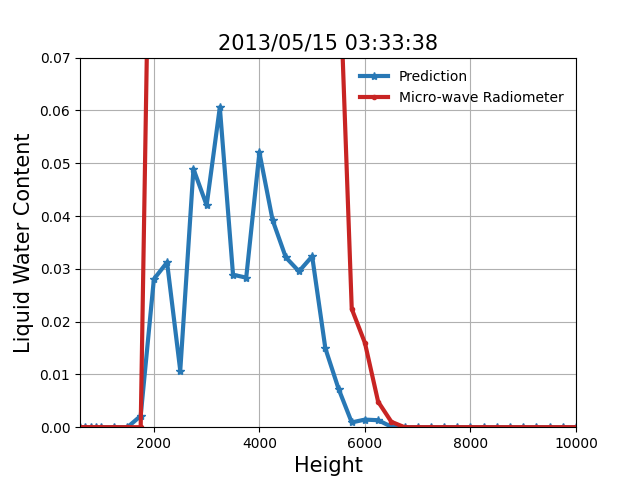 2013/05/15 03:33:38
0.07
0.06
0.05
0.04
0.03
0.02
0.01
0.00
Liquid Water Content
Prediction
Micro-wave Radiometer
2000 4000 6000 8000 10000
Height